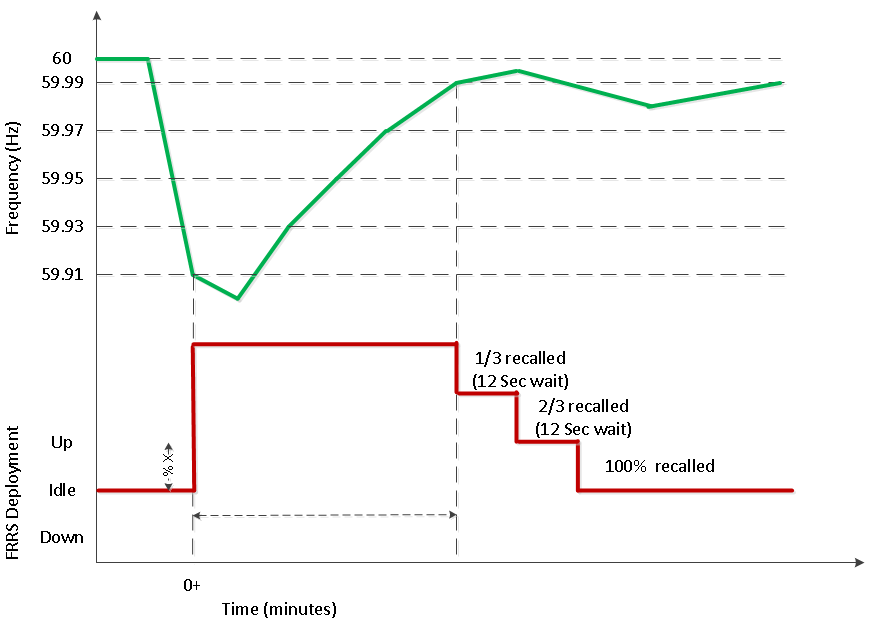 60
59.99
59.97
59.95
59.93
59.91
Frequency (Hz)
1/3 recalled
(12 Sec wait)
2/3 recalled
(12 Sec wait)
100% recalled
Up
Idle
Down
-% X-
FRRS Deployment
0+
Time (minutes)